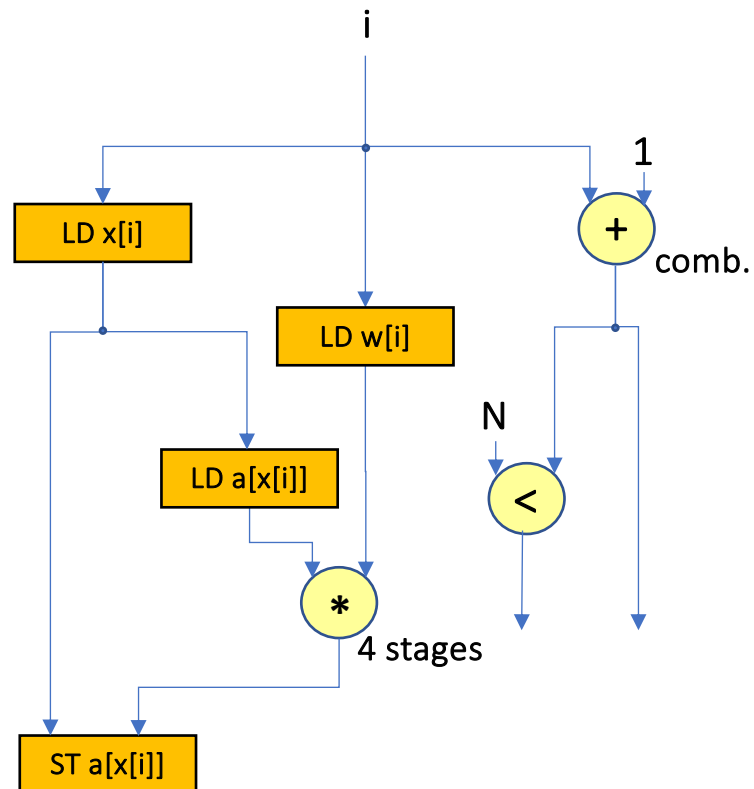 i
1
LD x[i]
+
comb.
LD w[i]
N
LD a[x[i]]
<
*
4 stages
ST a[x[i]]